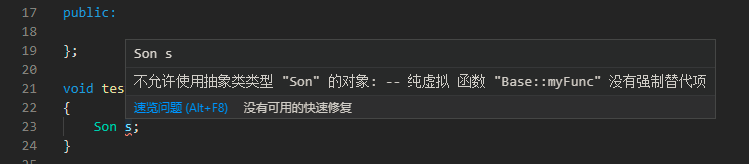 17 public:
18
19 };
20
21 void tes
22 {
23 Son s;
24 }
25
Son s
不允许使用抽象类类型 "Son" 的对象: -- 纯虚拟 函数 "Base::myFunc" 没有强制替代项
速览问题 (Alt+F8) 没有可用的快速修复